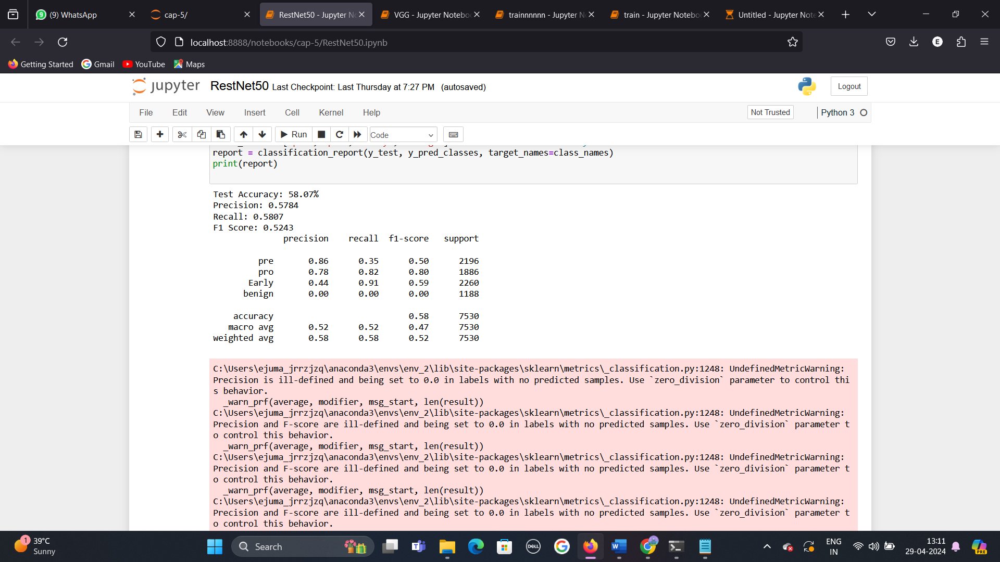 (9) WhatsApp
cap-5/
RestNet50 - Jupyter N
VGG - Jupyter Notebo
trainnnnnn - Jupyter N
train - Jupyter Notebo
Untitled - Jupyter Note
localhost:8888/notebooks/cap-5/RestNet50.ipynb
E
Getting Started
Gmail
YouTube
Maps
jupyter RestNet50 Last Checkpoint: Last Thursday at 7:27 PM (autosaved)
Logout
File Edit View Insert Cell Kernel Help
Not Trusted
Python 3
Run
Code
report = classification_report(y_test, y_pred_classes, target_names=class_names)
print(report)
Test Accuracy: 58.07%
Precision: 0.5784
Recall: 0.5807
F1 Score: 0.5243
precision recall f1-score support
pre 0.86 0.35 0.50 2196
pro 0.78 0.82 0.80 1886
Early 0.44 0.91 0.59 2260
benign 0.00 0.00 0.00 1188
accuracy 0.58 7530
macro avg 0.52 0.52 0.47 7530
weighted avg 0.58 0.58 0.52 7530
C:\Users\ejuma_jrrzjzq\anaconda3\envs\env_2\lib\site-packages\sklearn\metrics\_classification.py:1248: UndefinedMetricWarning:
Precision is ill-defined and being set to 0.0 in labels with no predicted samples. Use `zero_division` parameter to control thi
s behavior.
_warn_prf(average, modifier, msg_start, len(result))
C:\Users\ejuma_jrrzjzq\anaconda3\envs\env_2\lib\site-packages\sklearn\metrics\_classification.py:1248: UndefinedMetricWarning:
Precision and F-score are ill-defined and being set to 0.0 in labels with no predicted samples. Use `zero_division` parameter t
o control this behavior.
_warn_prf(average, modifier, msg_start, len(result))
C:\Users\ejuma_jrrzjzq\anaconda3\envs\env_2\lib\site-packages\sklearn\metrics\_classification.py:1248: UndefinedMetricWarning:
Precision and F-score are ill-defined and being set to 0.0 in labels with no predicted samples. Use `zero_division` parameter t
o control this behavior.
_warn_prf(average, modifier, msg_start, len(result))
C:\Users\ejuma_jrrzjzq\anaconda3\envs\env_2\lib\site-packages\sklearn\metrics\_classification.py:1248: UndefinedMetricWarning:
Precision and F-score are ill-defined and being set to 0.0 in labels with no predicted samples. Use `zero_division` parameter t
o control this behavior.
1
39°C
Sunny
Search
DELL
ENG
IN
13:11
29-04-2024
PRE